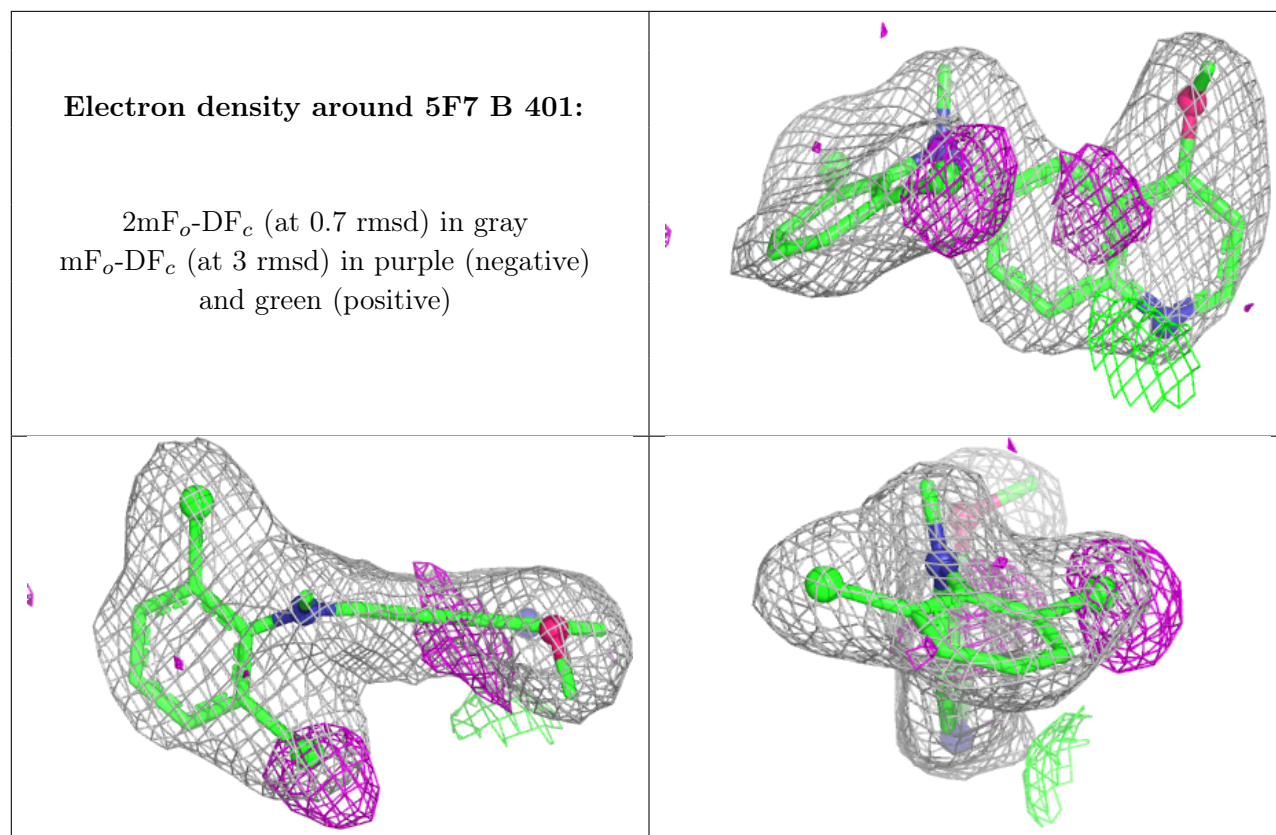 Electron density around 5F7 B 401:
2mFₒ-DF𝒸 (at 0.7 rmsd) in gray
mFₒ-DF𝒸 (at 3 rmsd) in purple (negative)
and green (positive)